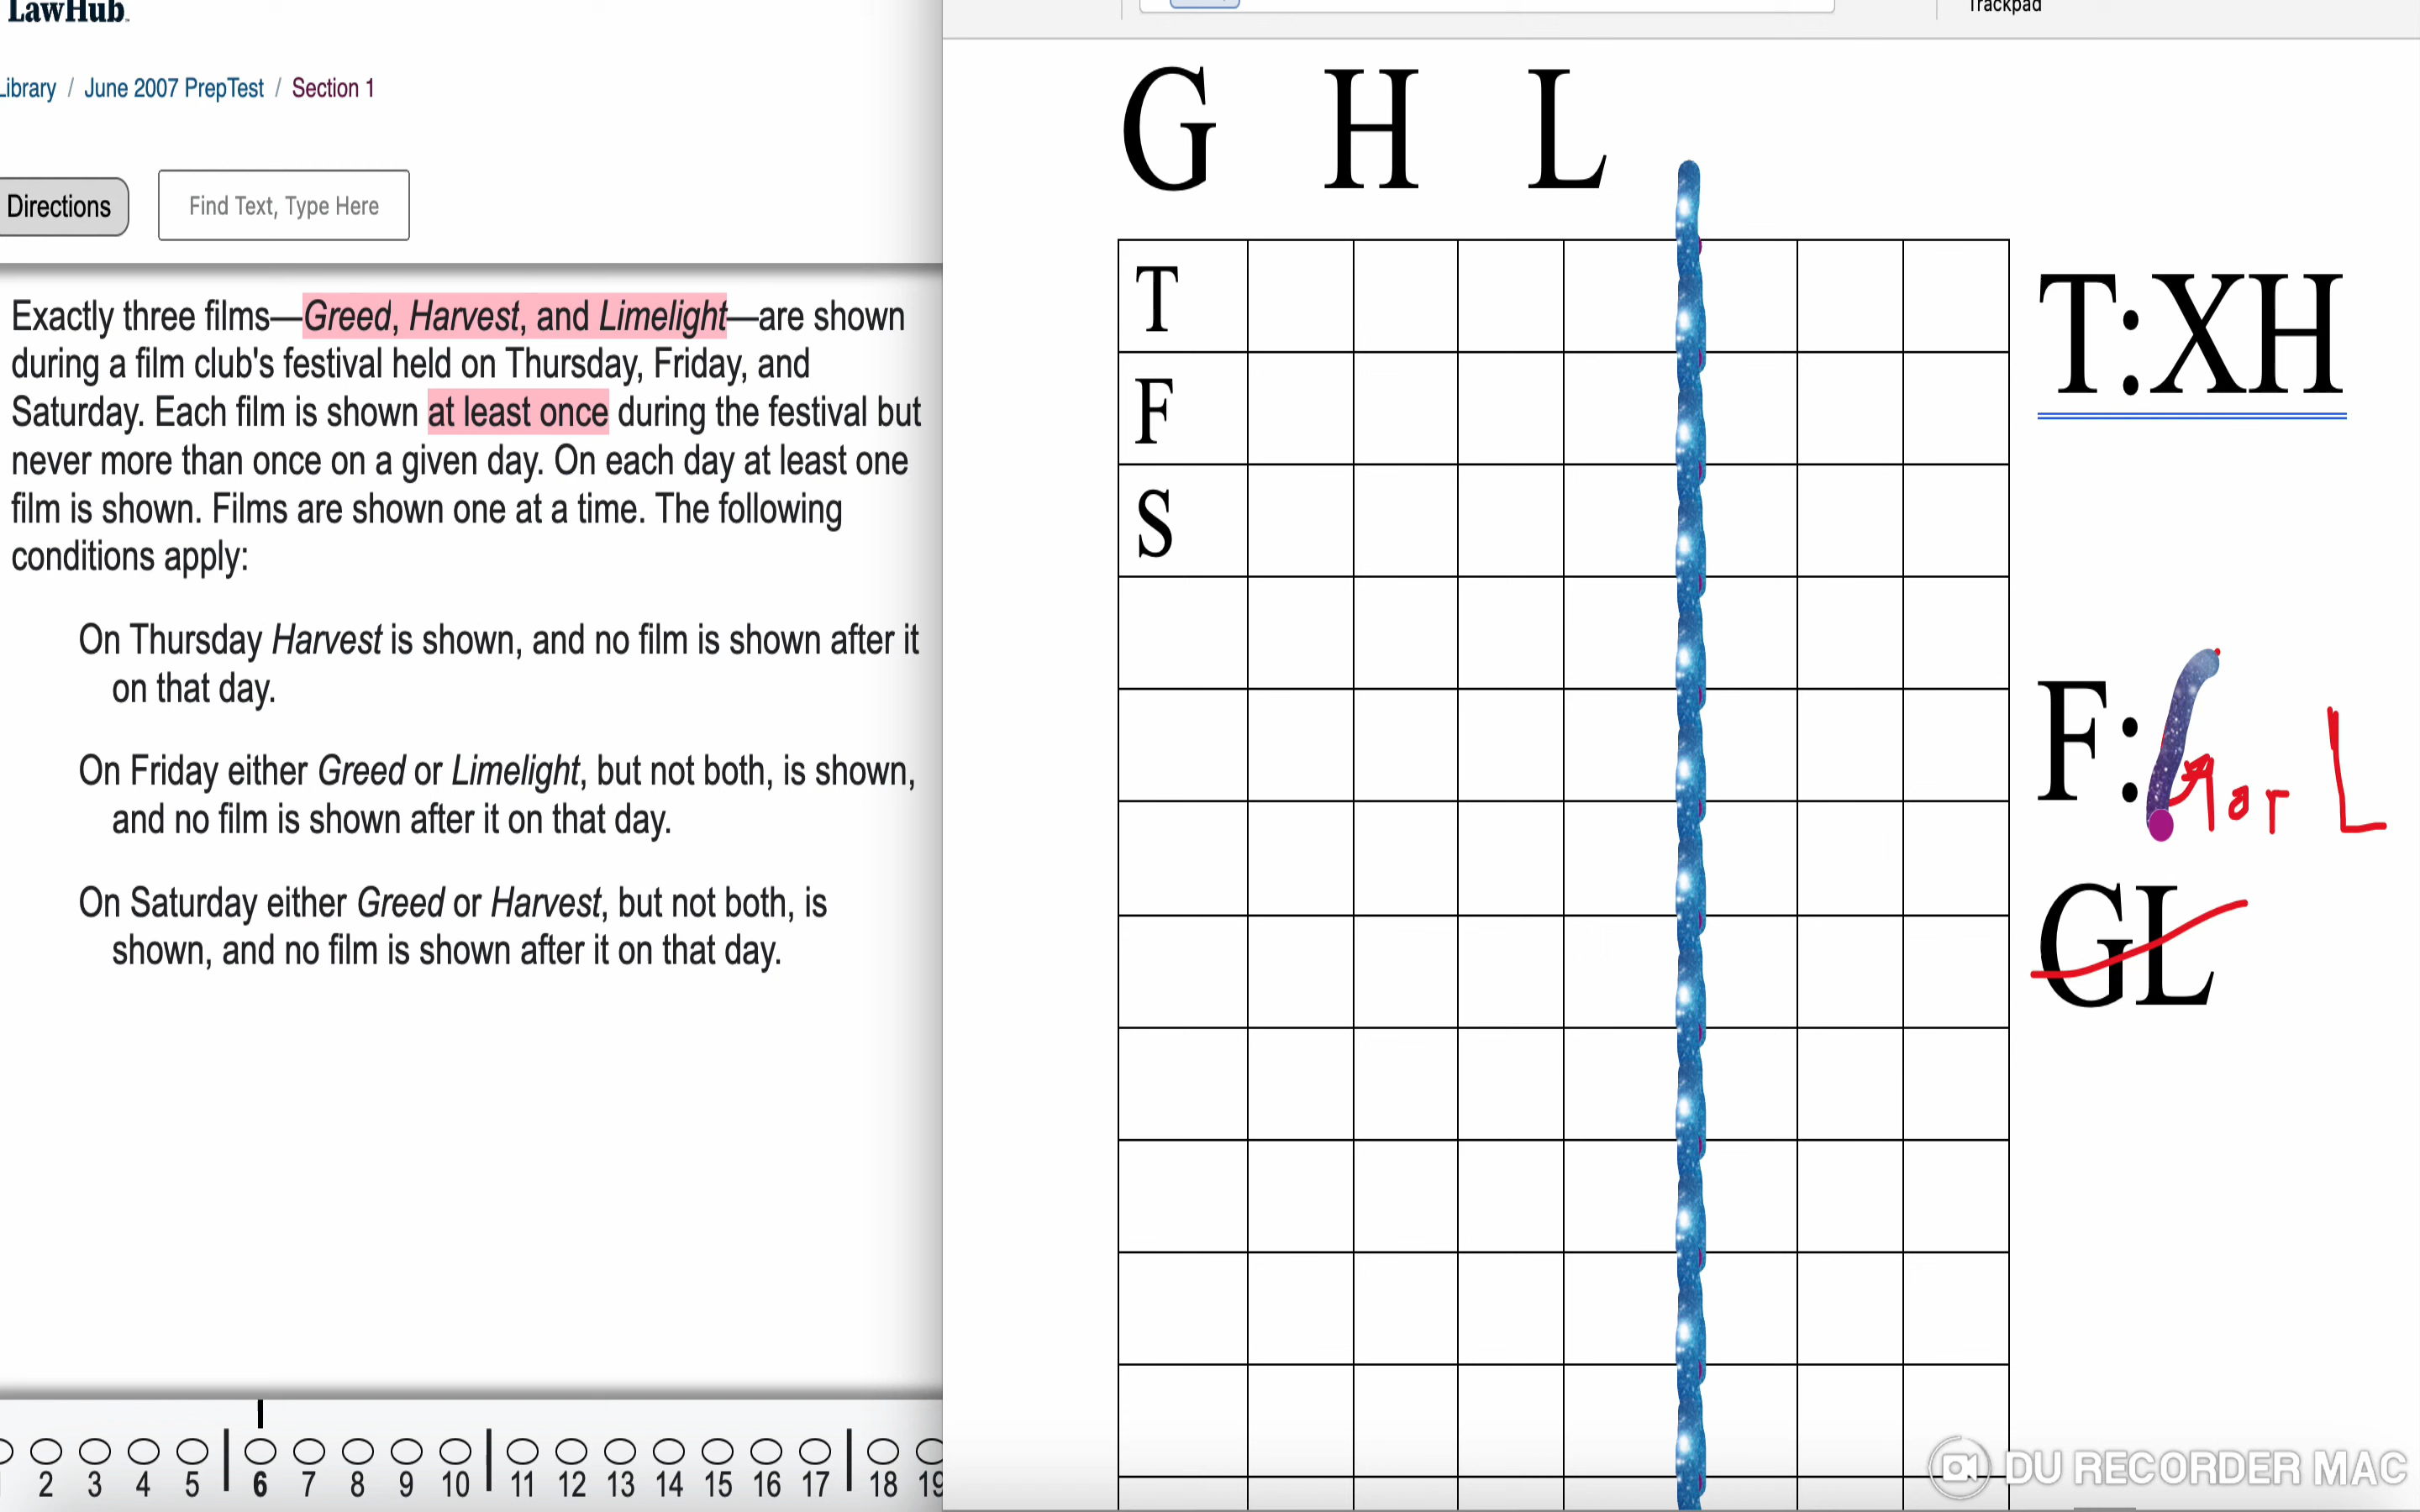 LawHub
Library / June 2007 PrepTest / Section 1
Directions
Find Text, Type Here
Exactly three films—Greed, Harvest, and Limelight—are shown
during a film club's festival held on Thursday, Friday, and
Saturday. Each film is shown at least once during the festival but
never more than once on a given day. On each day at least one
film is shown. Films are shown one at a time. The following
conditions apply:
On Thursday Harvest is shown, and no film is shown after it
on that day.
On Friday either Greed or Limelight, but not both, is shown,
and no film is shown after it on that day.
On Saturday either Greed or Harvest, but not both, is
shown, and no film is shown after it on that day.
2 3 4 5 6 7 8 9 10 11 12 13 14 15 16 17 18 19
Trackpad
G H L
T
F
S
T:XH
F: or L
GL
DU RECORDER MAC